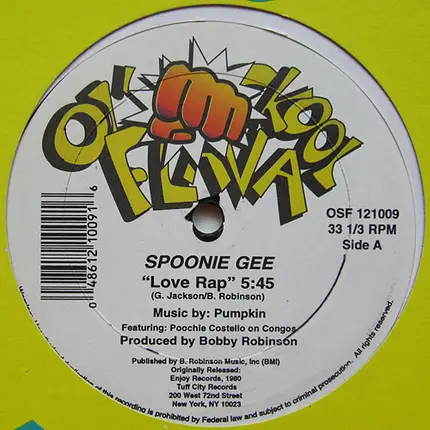 OL' SKOOL
FLAVA
OSF 121009
33 1/3 RPM
Side A
0 48612 10091 6
SPOONIE GEE
“Love Rap” 5:45
(G. Jackson/B. Robinson)
Music by: Pumpkin
Featuring: Poochie Costello on Congos
Produced by Bobby Robinson
Published by B. Robinson Music, Inc (BMI)
Originally Released:
Enjoy Records, 1980
Tuff City Records
200 West 72nd Street
New York, NY 10023
is prohibited by Federal law and subject to criminal prosecution. All rights reserved.